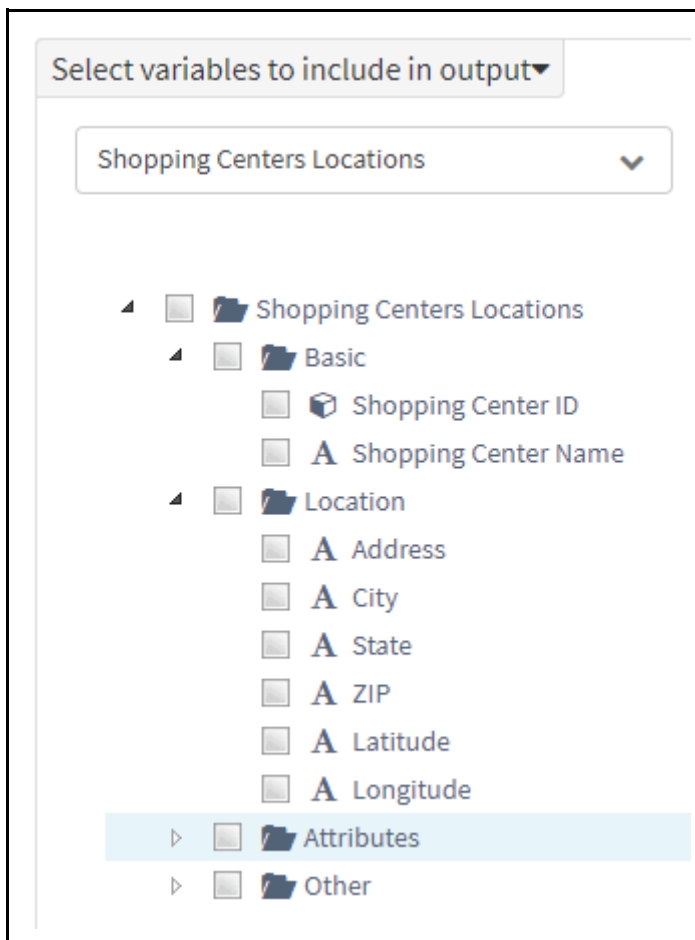 Select variables to include in output
Shopping Centers Locations
Shopping Centers Locations
Basic
Shopping Center ID
A Shopping Center Name
Location
A Address
A City
A State
A ZIP
A Latitude
A Longitude
Attributes
Other